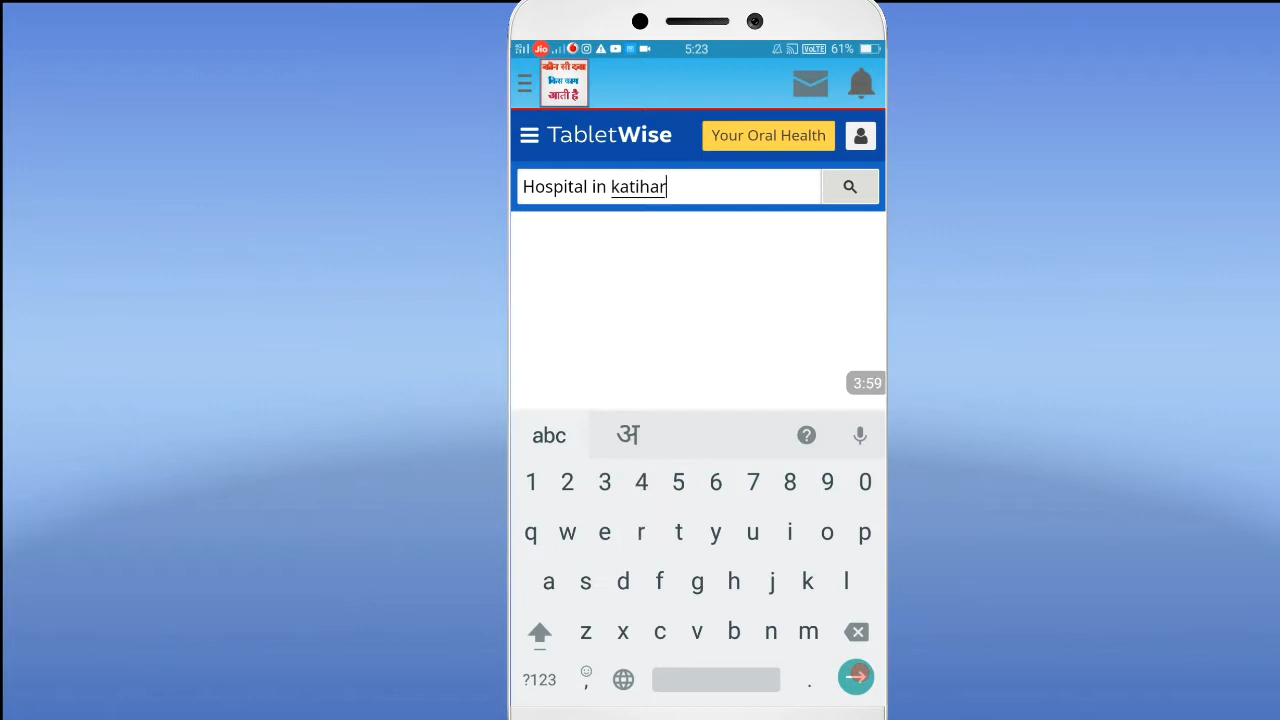 Jio 5:23 VoLTE 61%
कौन सी दवा
किस काम
आती है
TabletWise Your Oral Health
Hospital in katihar
3:59
abc अ
1 2 3 4 5 6 7 8 9 0
q w e r t y u i o p
a s d f g h j k l
z x c v b n m
?123 , .